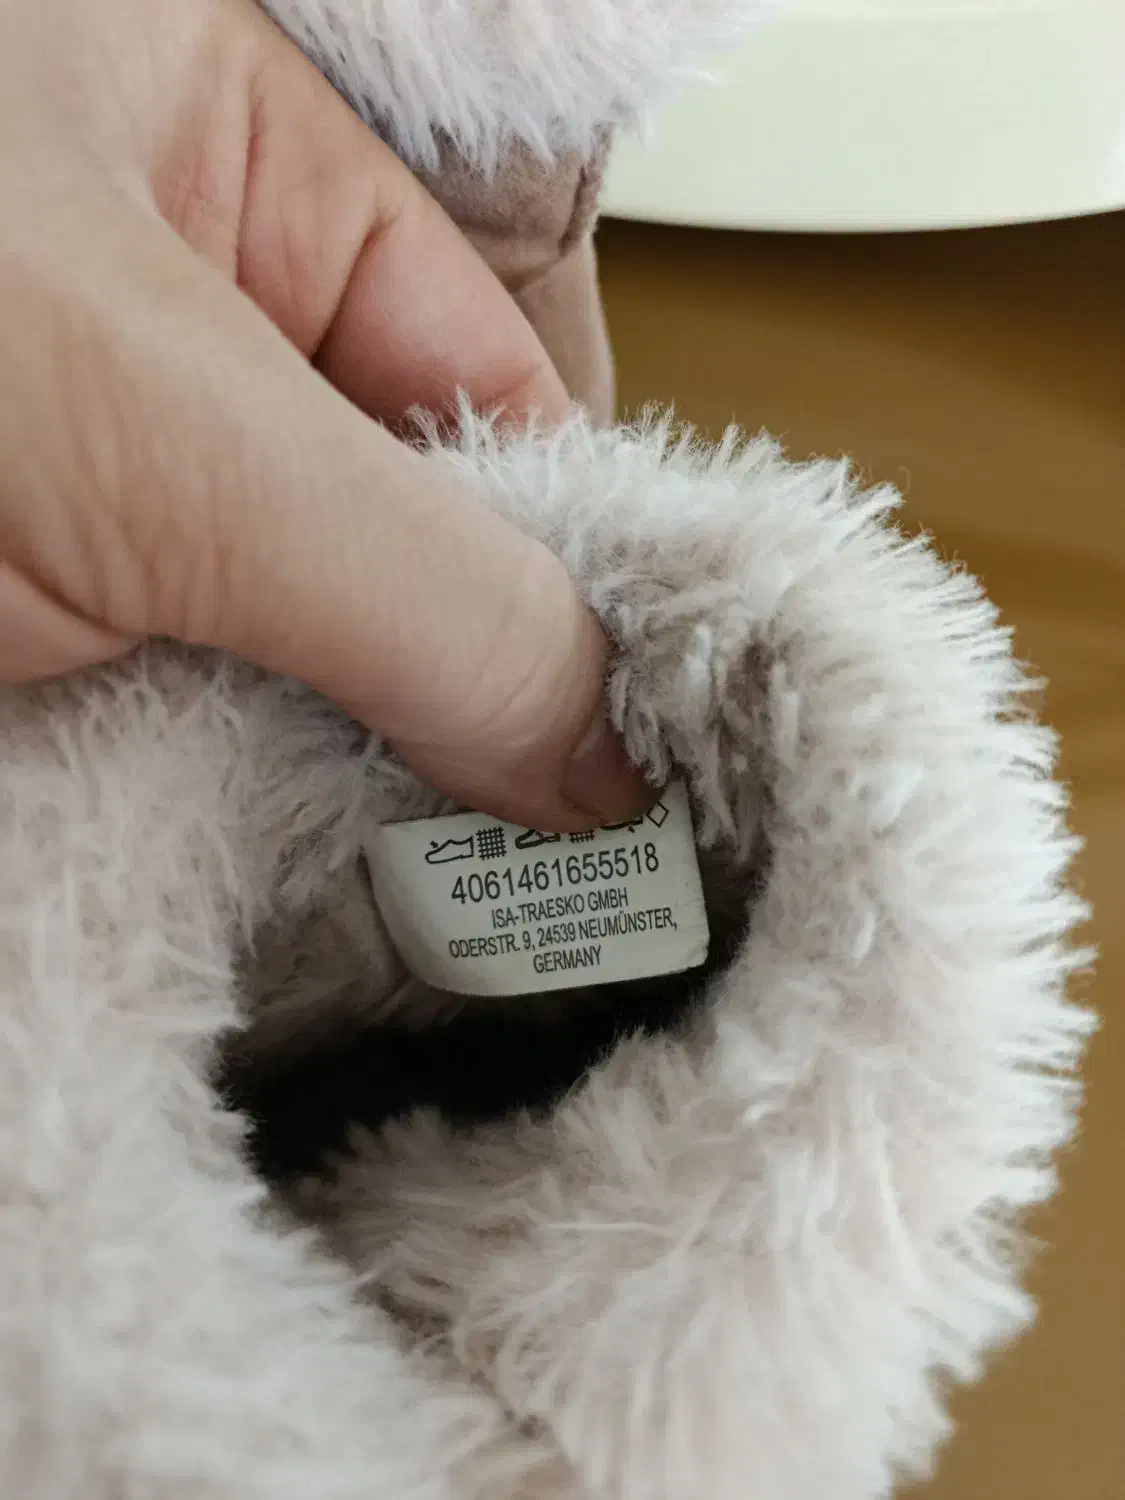 4061461655518
ISA-TRAESKO GMBH
ODERSTR. 9, 24539 NEUMÜNSTER,
GERMANY